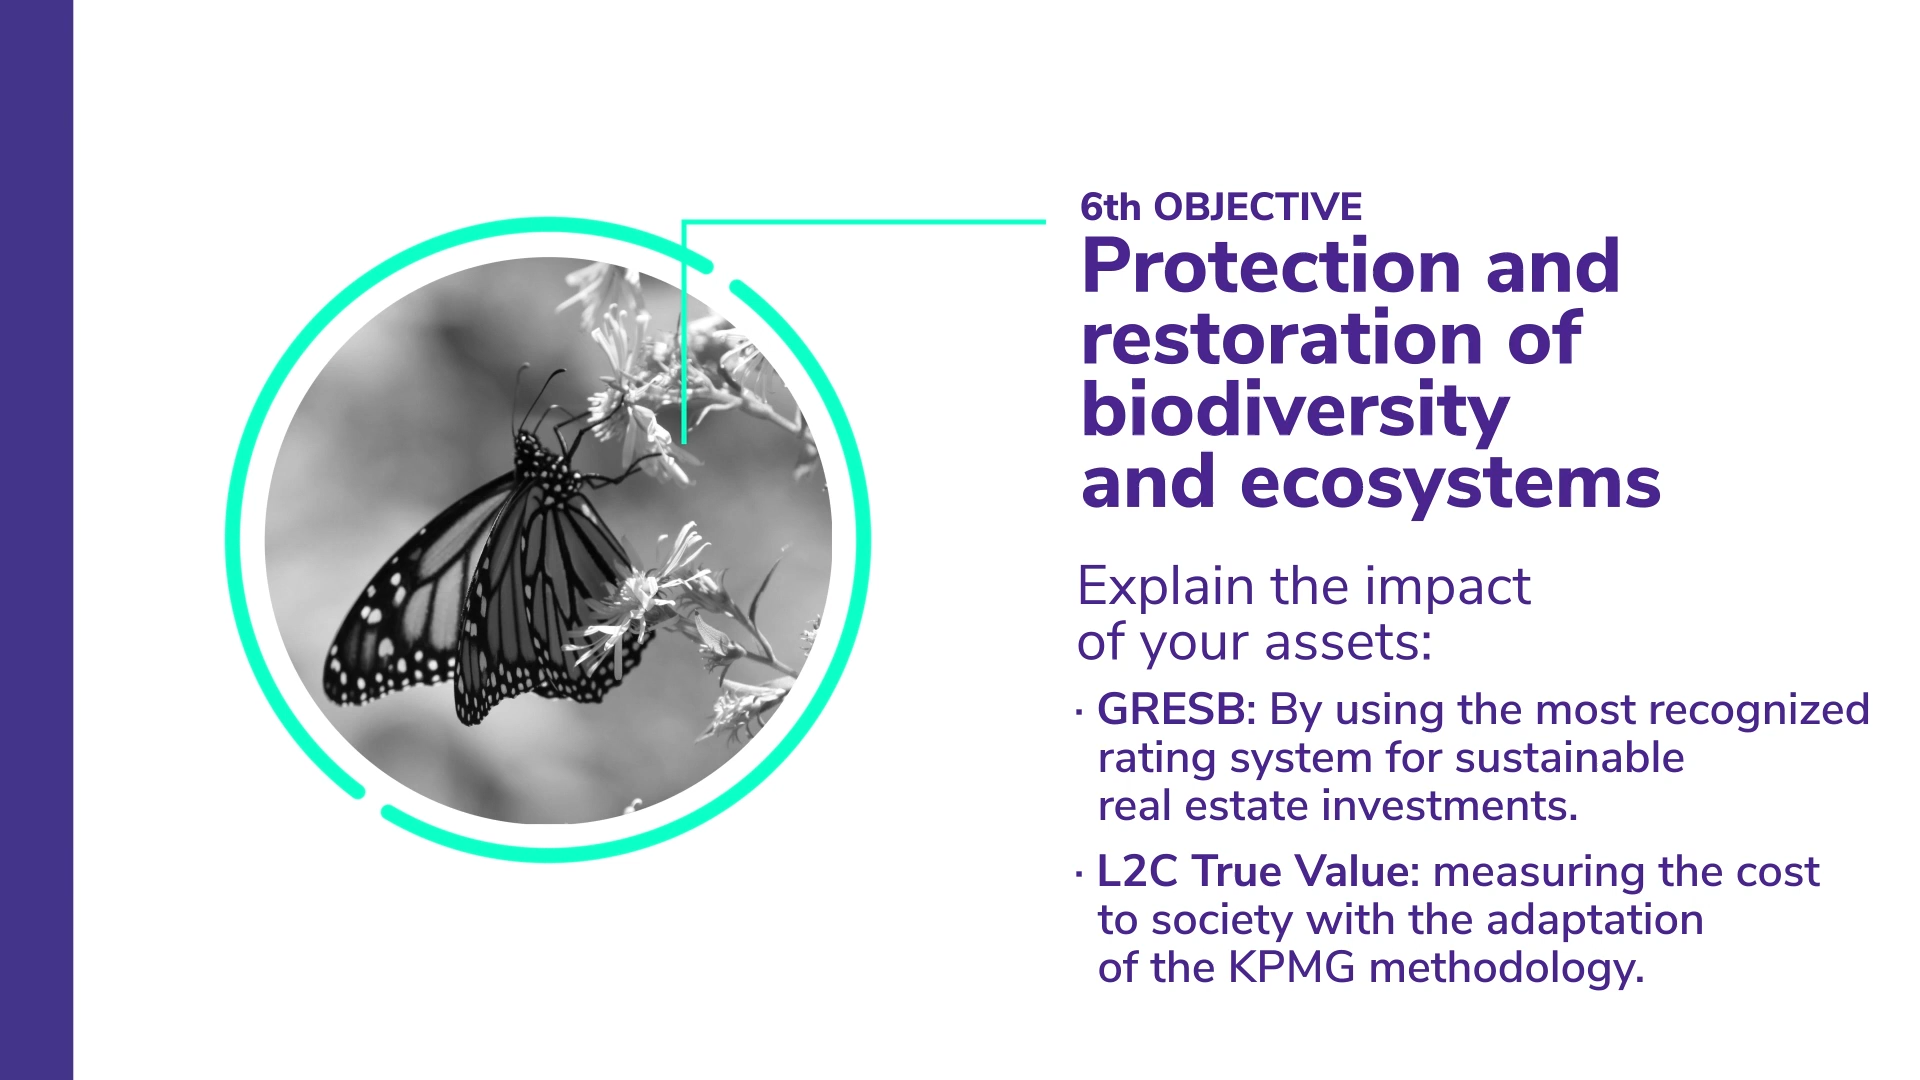 6th OBJECTIVE
Protection and
restoration of
biodiversity
and ecosystems
Explain the impact
of your assets:
· GRESB: By using the most recognized
rating system for sustainable
real estate investments.
· L2C True Value: measuring the cost
to society with the adaptation
of the KPMG methodology.